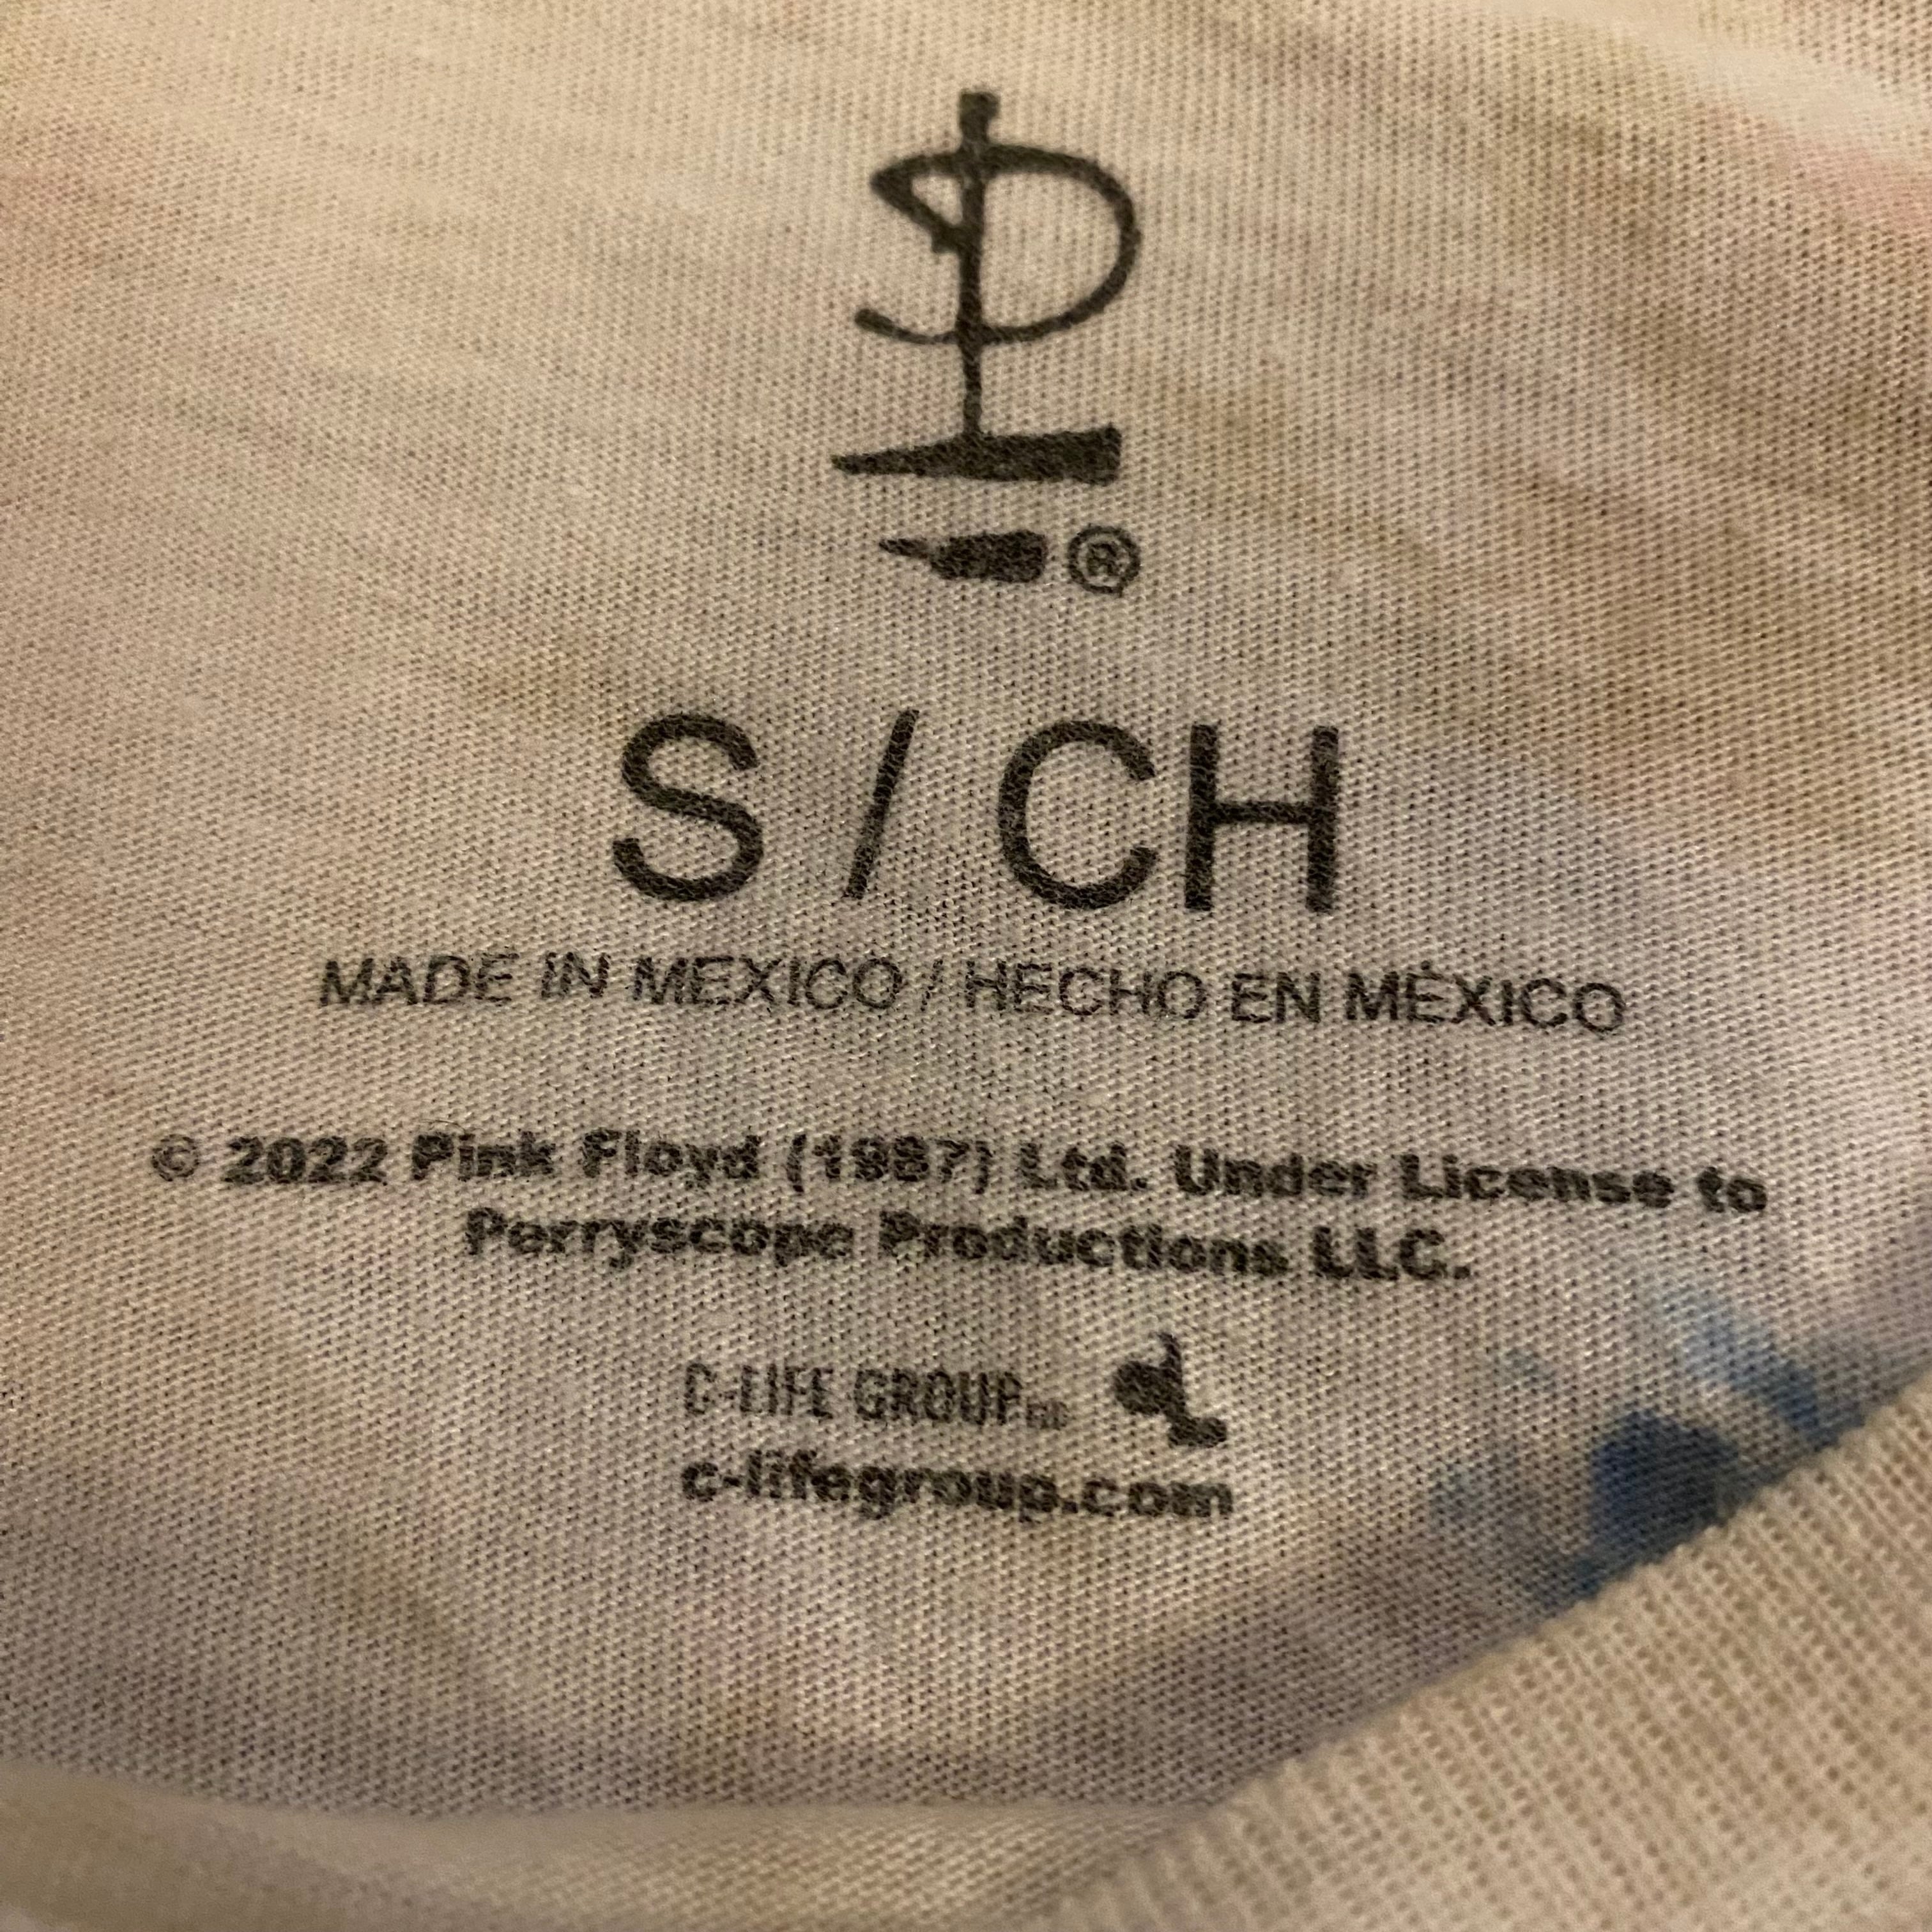 ®
S / CH
MADE IN MEXICO / HECHO EN MÉXICO
© 2022 Pink Floyd (1987) Ltd. Under License to
Perryscope Productions LLC.
C-LIFE GROUP
c-lifegroup.com